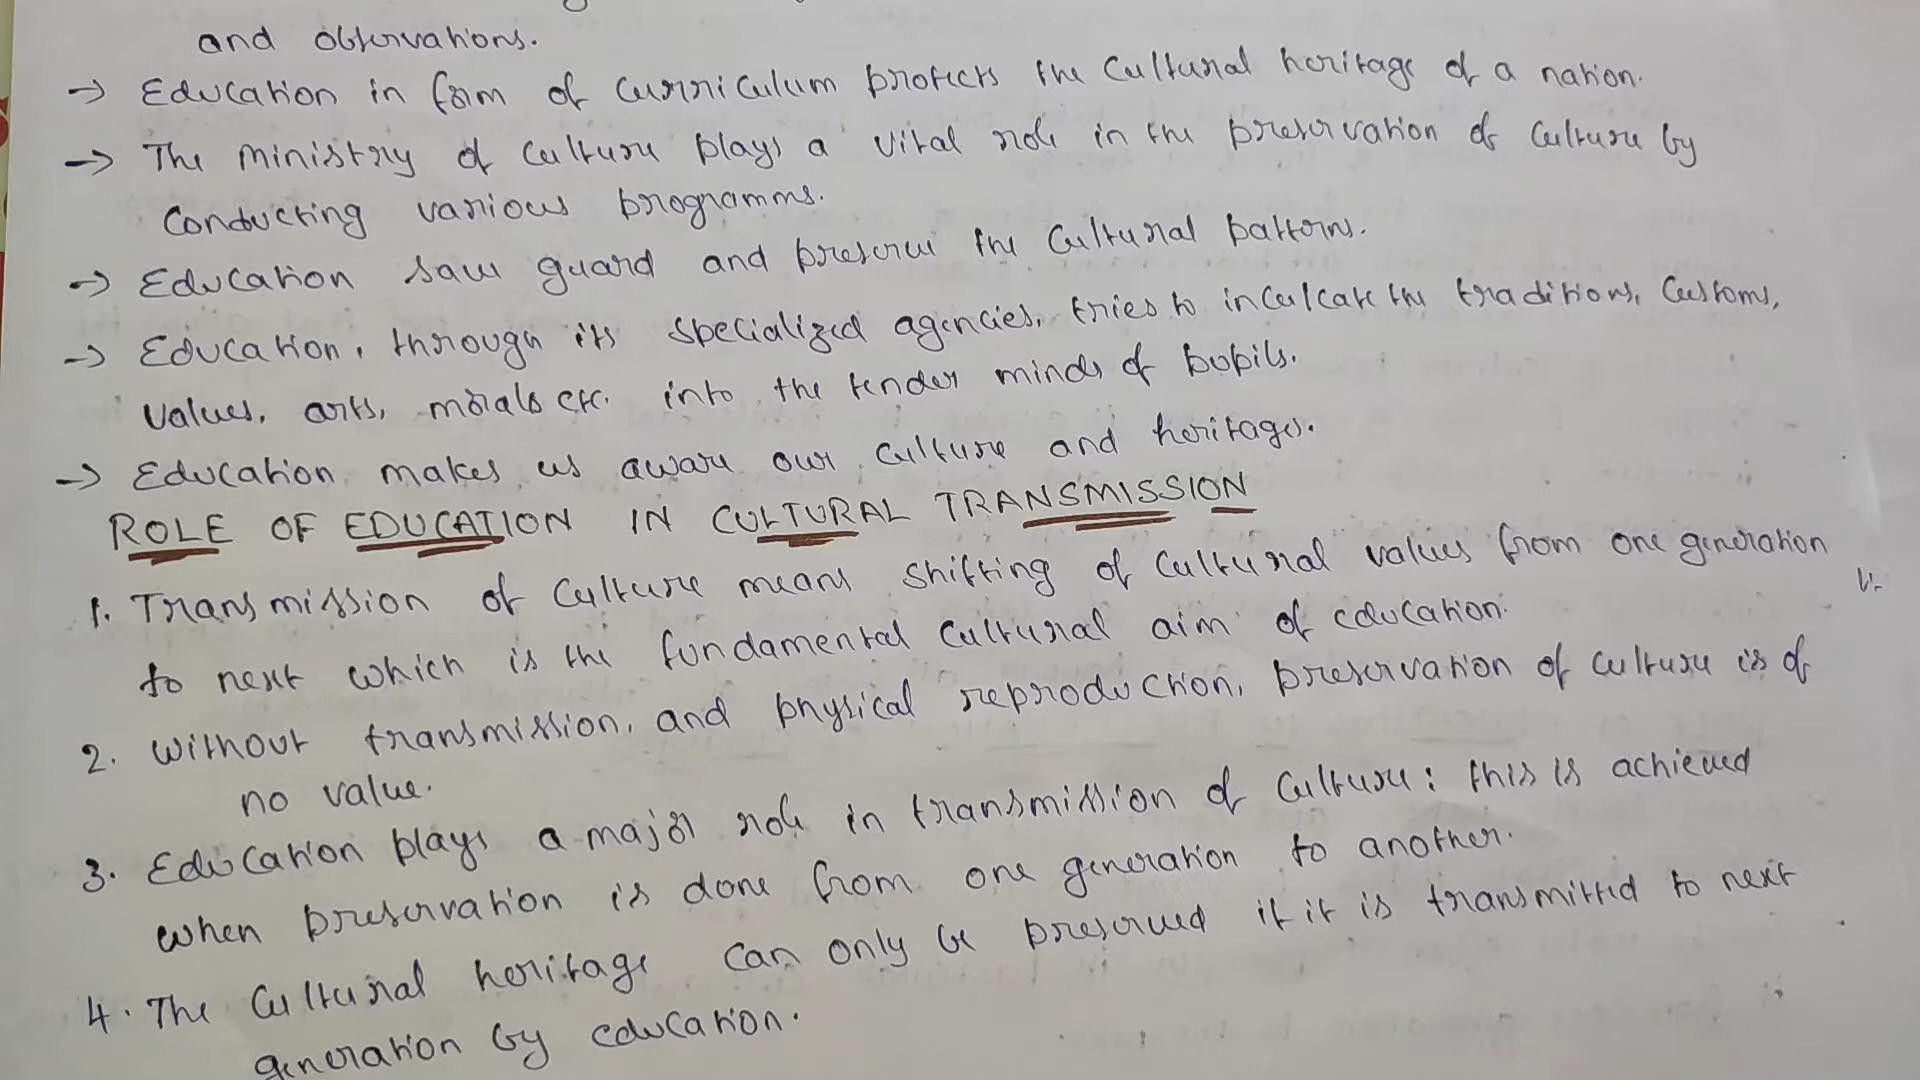 and observations.
→ Education in form of curriculum protects the cultural heritage of a nation.
→ The ministry of culture plays a vital role in the preservation of culture by
conducting various programms.
→ Education save guard and preserve the cultural pattern.
→ Education, through its specialized agencies, tries to inculcate the traditions, customs,
values, arts, morals etc. into the tender minds of pupils.
→ Education makes us aware our culture and heritage.
ROLE OF EDUCATION IN CULTURAL TRANSMISSION
1. Transmission of culture means shifting of cultural values from one generation
to next which is the fundamental cultural aim of education.
2. without transmission, and physical reproduction, preservation of culture is of
no value.
3. Education plays a major role in transmission of culture; this is achieved
when preservation is done from one generation to another.
4. The cultural heritage can only be preserved if it is transmitted to next
generation by education.